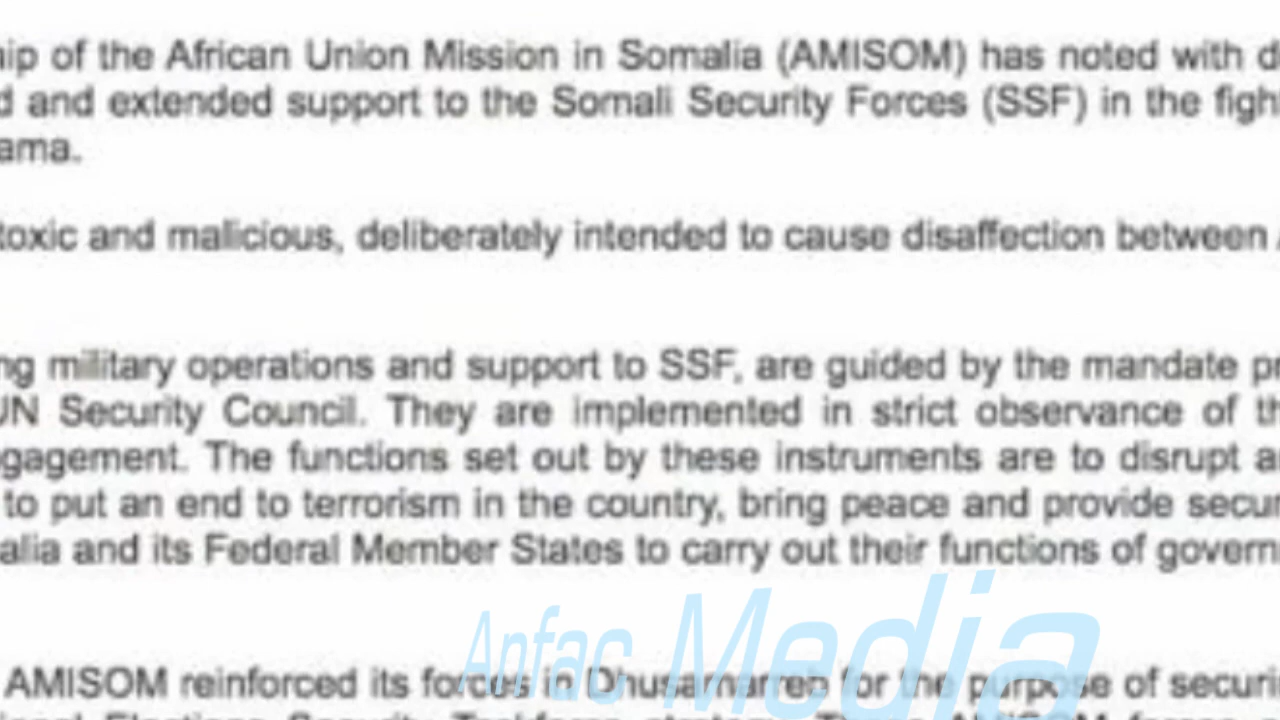 ip of the African Union Mission in Somalia (AMISOM) has noted with d
d and extended support to the Somali Security Forces (SSF) in the figh
ama.
toxic and malicious, deliberately intended to cause disaffection between
ng military operations and support to SSF, are guided by the mandate pr
UN Security Council. They are implemented in strict observance of th
gagement. The functions set out by these instruments are to disrupt a
to put an end to terrorism in the country, bring peace and provide secur
alia and its Federal Member States to carry out their functions of govern
Anfac Media
AMISOM reinforced its forces in Dhusamarreb for the purpose of securi
Elections Security